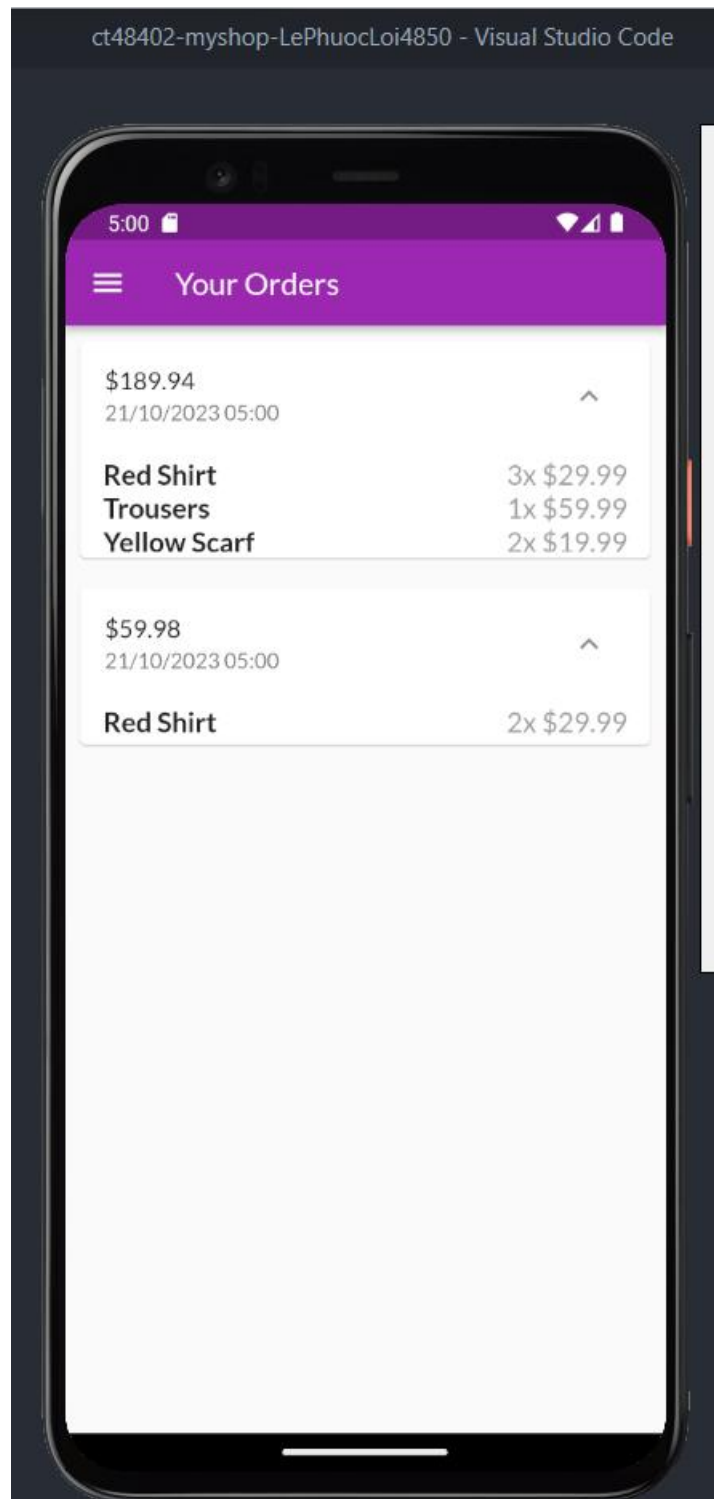 ct48402-myshop-LePhuocLoi4850 - Visual Studio Code
5:00
Your Orders
$189.94
21/10/2023 05:00
Red Shirt 3x $29.99
Trousers 1x $59.99
Yellow Scarf 2x $19.99
$59.98
21/10/2023 05:00
Red Shirt 2x $29.99